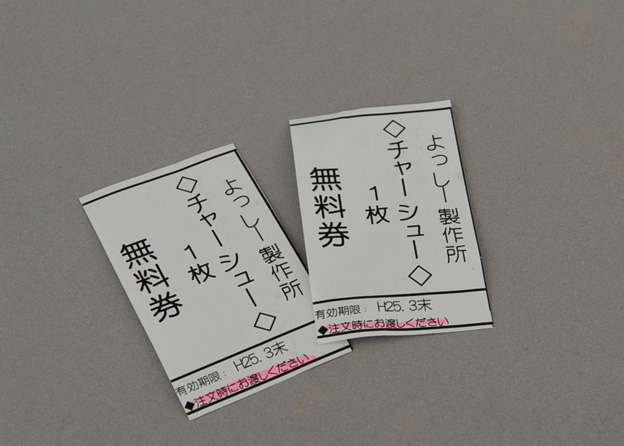 よっしー製作所
◇チャーシュー◇
1枚
無料券
有効期限： H25.3末
◆注文時にお渡しください
よっしー製作所
◇チャーシュー◇
1枚
無料券
有効期限： H25.3末
◆注文時にお渡しください